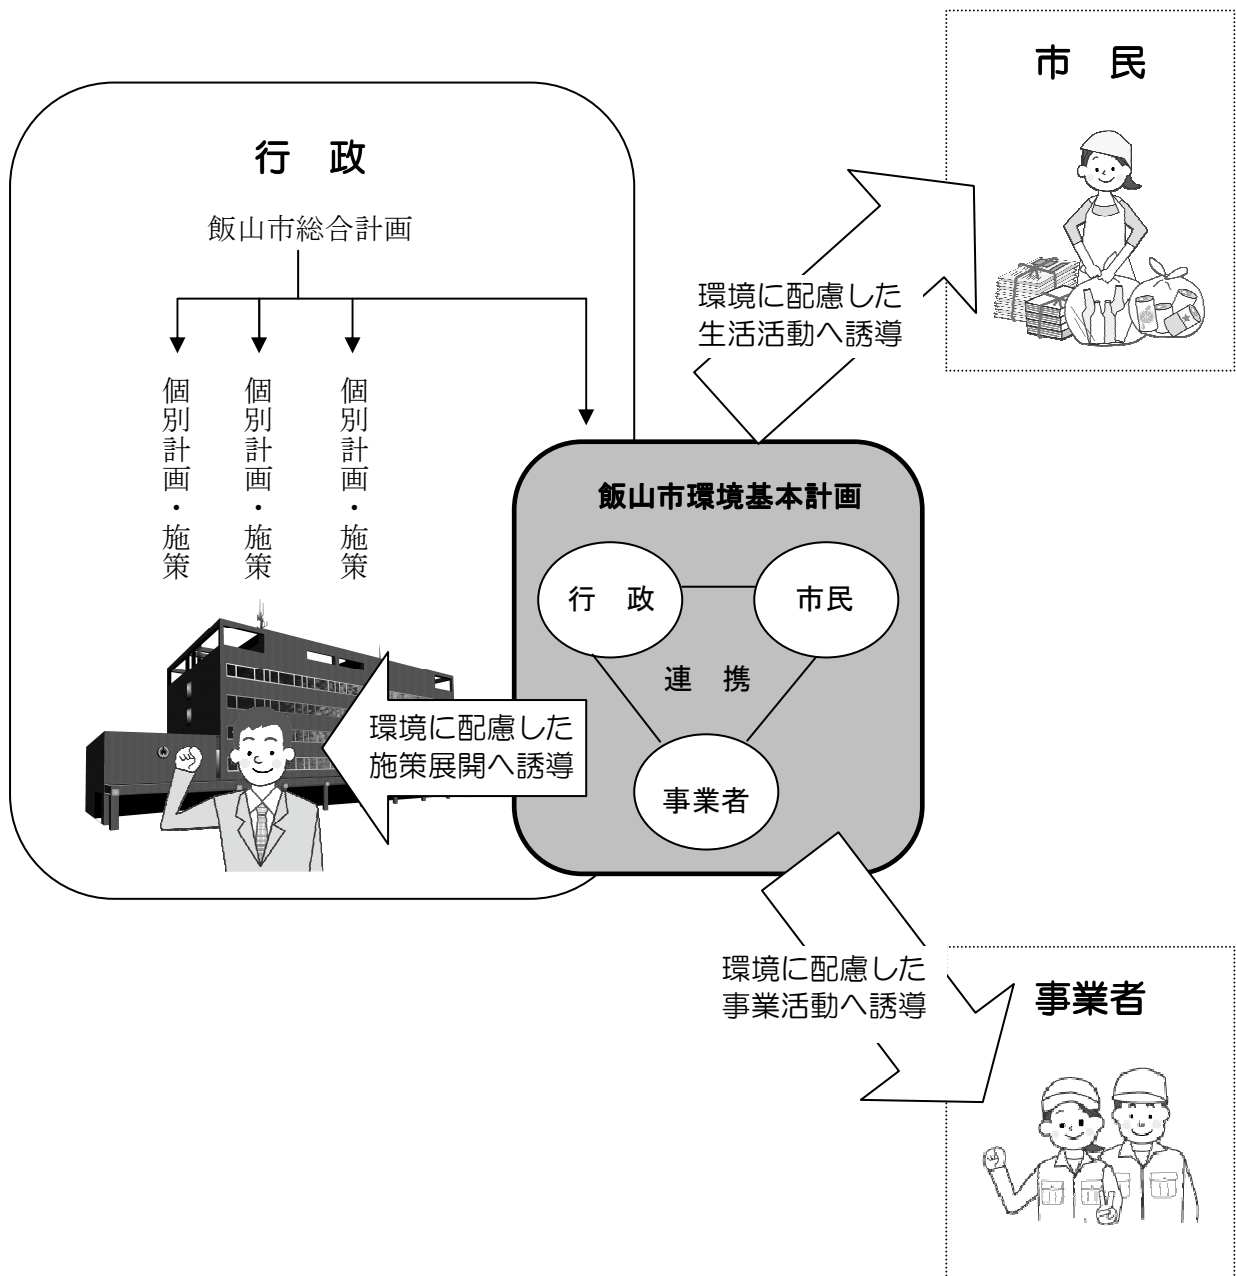 市　民
行　政
飯山市総合計画
環境に配慮した
生活活動へ誘導
個別計画・施策
個別計画・施策
個別計画・施策
飯山市環境基本計画
行　政
市民
連　携
環境に配慮した
施策展開へ誘導
事業者
環境に配慮した
事業活動へ誘導
事業者